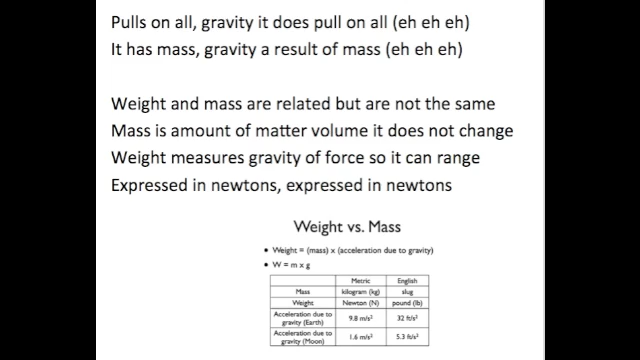 Pulls on all, gravity it does pull on all (eh eh eh)
It has mass, gravity a result of mass (eh eh eh)
Weight and mass are related but are not the same
Mass is amount of matter volume it does not change
Weight measures gravity of force so it can range
Expressed in newtons, expressed in newtons
Weight vs. Mass
• Weight = (mass) x (acceleration due to gravity)
• W = m x g
Metric English
Mass kilogram (kg) slug
Weight Newton (N) pound (lb)
Acceleration due to gravity (Earth) 9.8 m/s² 32 ft/s²
Acceleration due to gravity (Moon) 1.6 m/s² 5.3 ft/s²